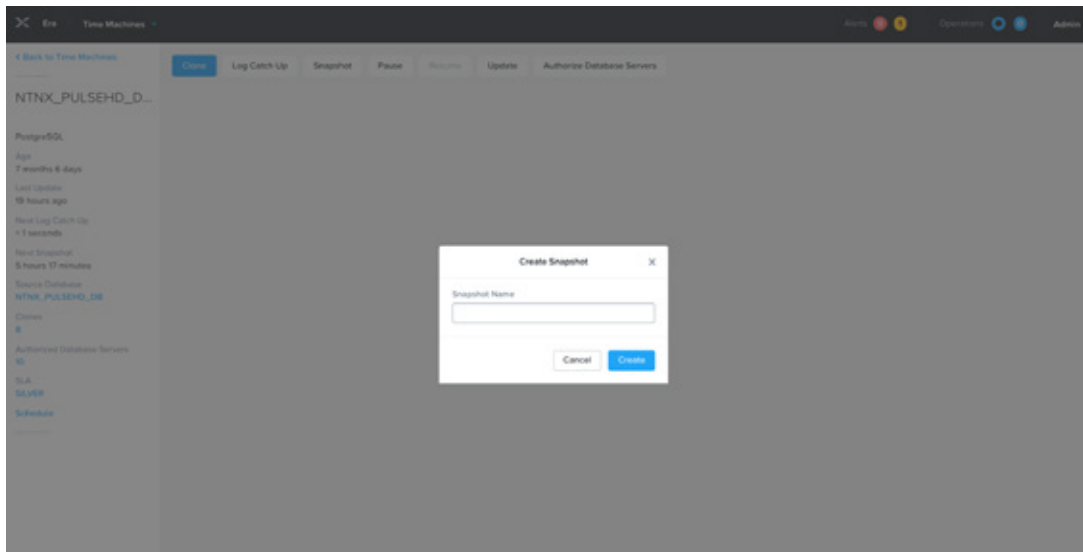 Era Time Machines
Alerts
Operations
Admin
Back to Time Machines
Clone Log Catch Up Snapshot Pause Resume Update Authorize Database Servers
NTNX_PULSEHD_D...
PostgreSQL
Age
7 months 6 days
Last Update
19 hours ago
Next Log Catch Up
< 1 seconds
Next Snapshot
5 hours 17 minutes
Source Database
NTNX_PULSEHD_DB
Clones
Authorized Database Servers
10
SLA
SILVER
Schedule
Create Snapshot X
Snapshot Name
Cancel Create